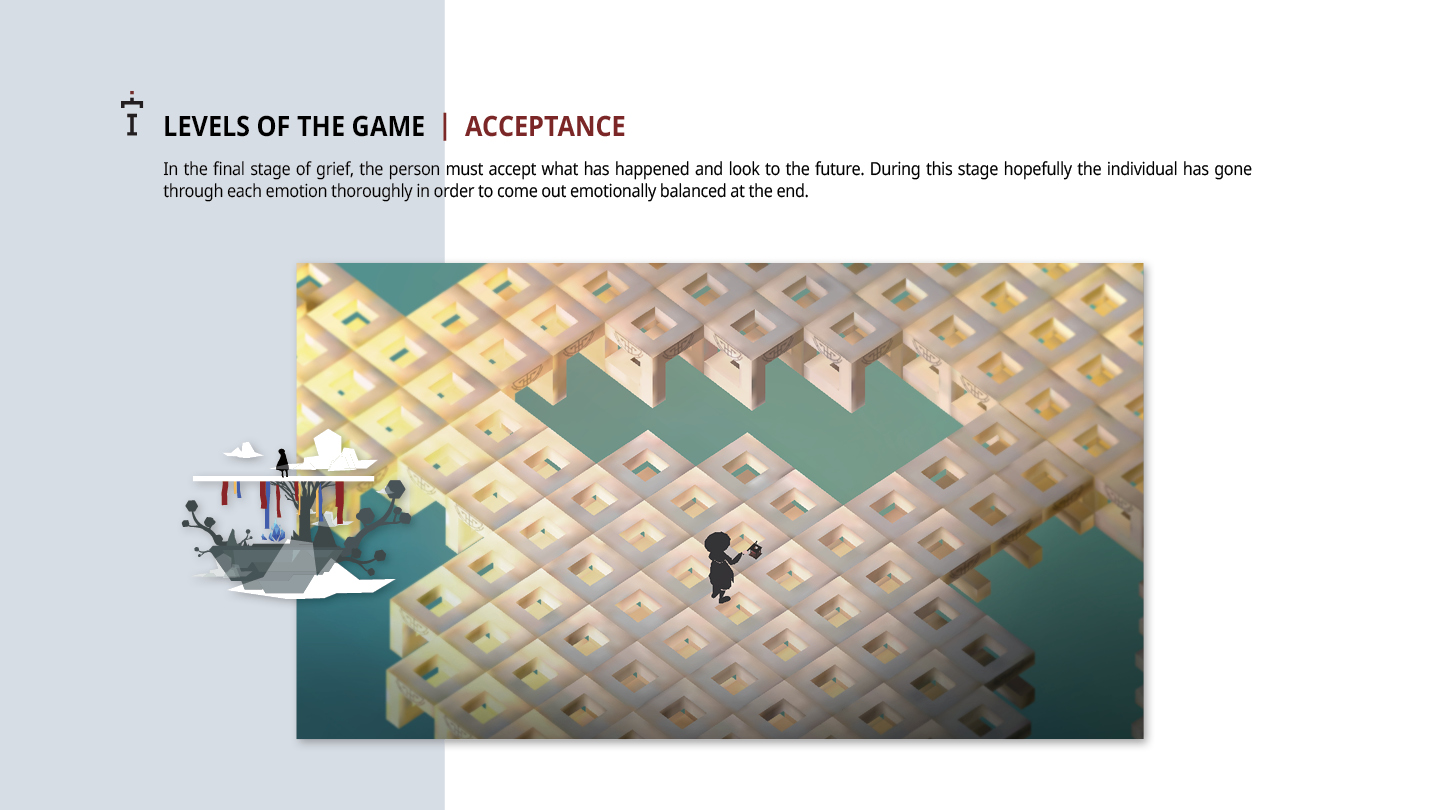 LEVELS OF THE GAME | ACCEPTANCE
In the final stage of grief, the person must accept what has happened and look to the future. During this stage hopefully the individual has gone
through each emotion thoroughly in order to come out emotionally balanced at the end.